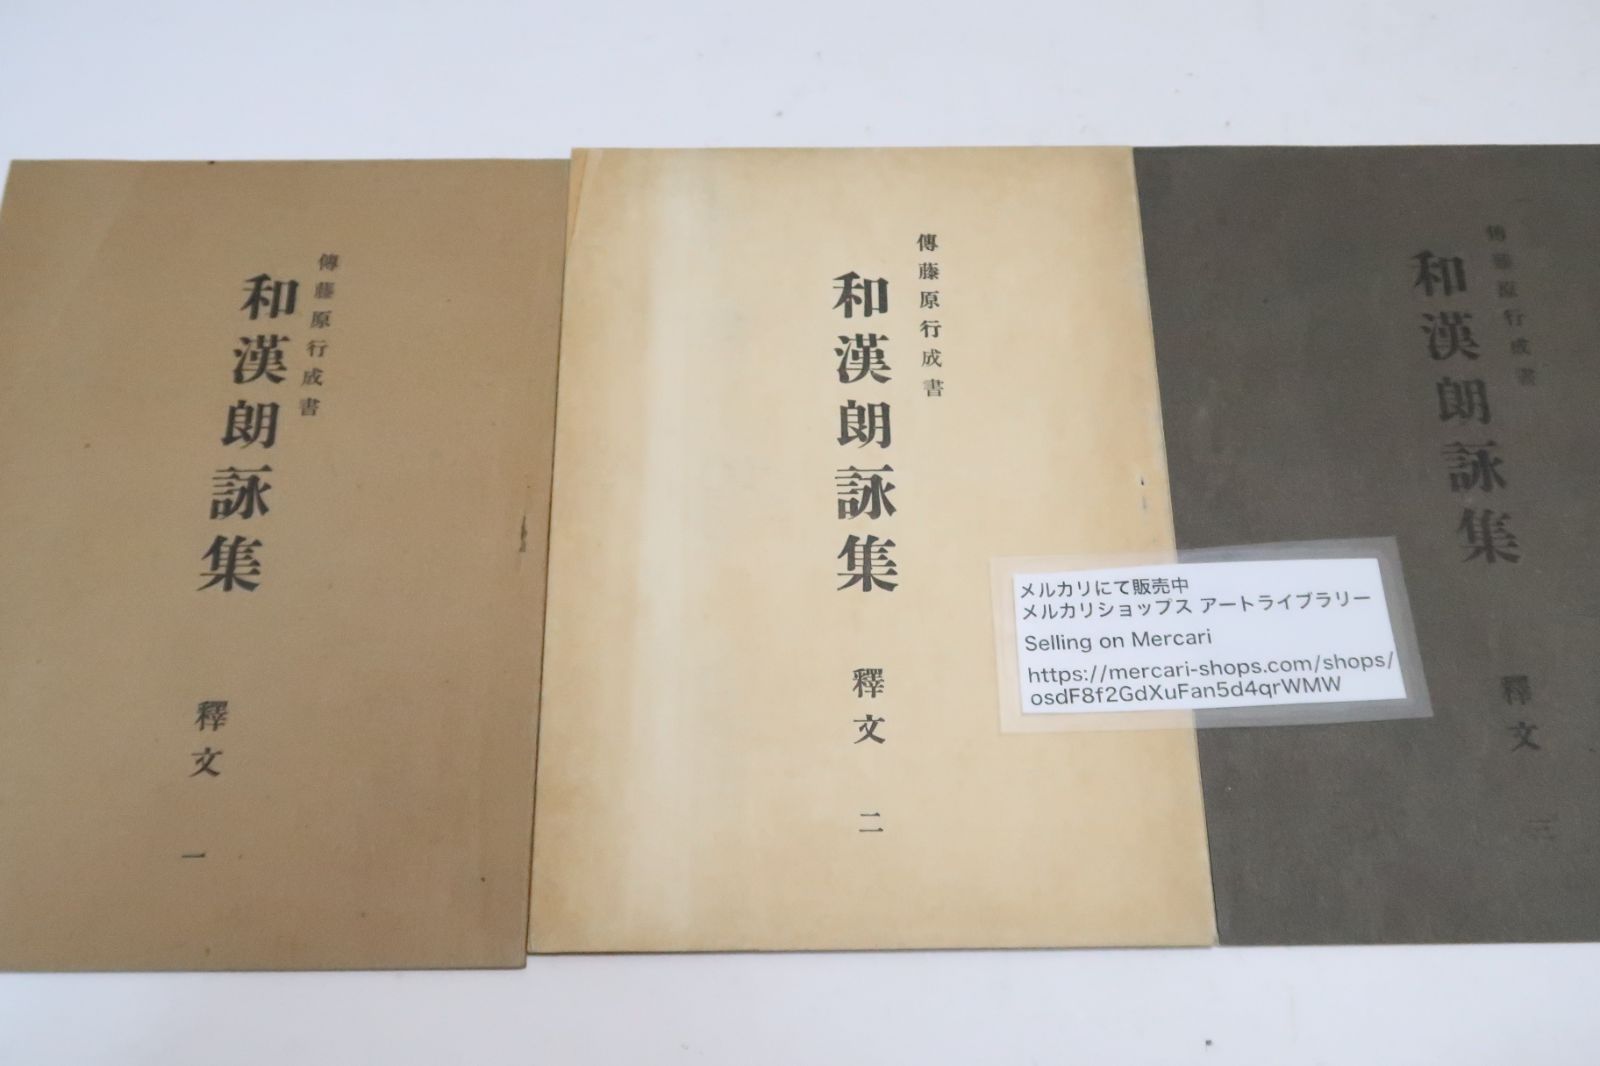 傳藤原行成書
和漢朗詠集
釋文
一
傳藤原行成書
和漢朗詠集
釋文
二
傳藤原行成書
和漢朗詠集
釋文
三
メルカリにて販売中
メルカリショップス アートライブラリー
Selling on Mercari
https://mercari-shops.com/shops/
osdF8f2GdXuFan5d4qrWMW